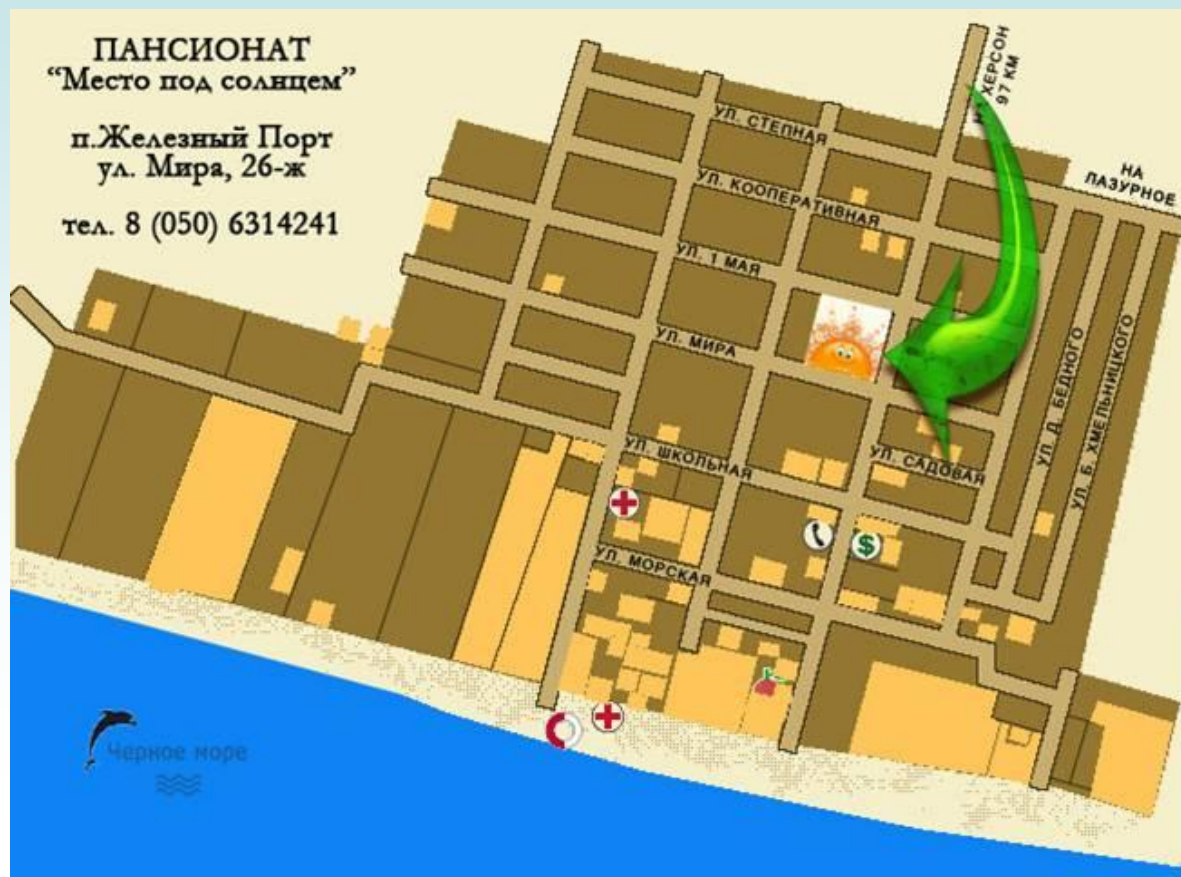 ПАНСИОНАТ
“Место под солнцем”
п.Железный Порт
ул. Мира, 26-ж
тел. 8 (050) 6314241
НА ХЕРСОН
97 КМ
НА
ЛАЗУРНОЕ
УЛ. СТЕПНАЯ
УЛ. КООПЕРАТИВНАЯ
УЛ. 1 МАЯ
УЛ. МИРА
УЛ. ШКОЛЬНАЯ
УЛ. САДОВАЯ
УЛ. Д. БЕДНОГО
УЛ. Б. ХМЕЛЬНИЦКОГО
УЛ. МОРСКАЯ
$
Черное море